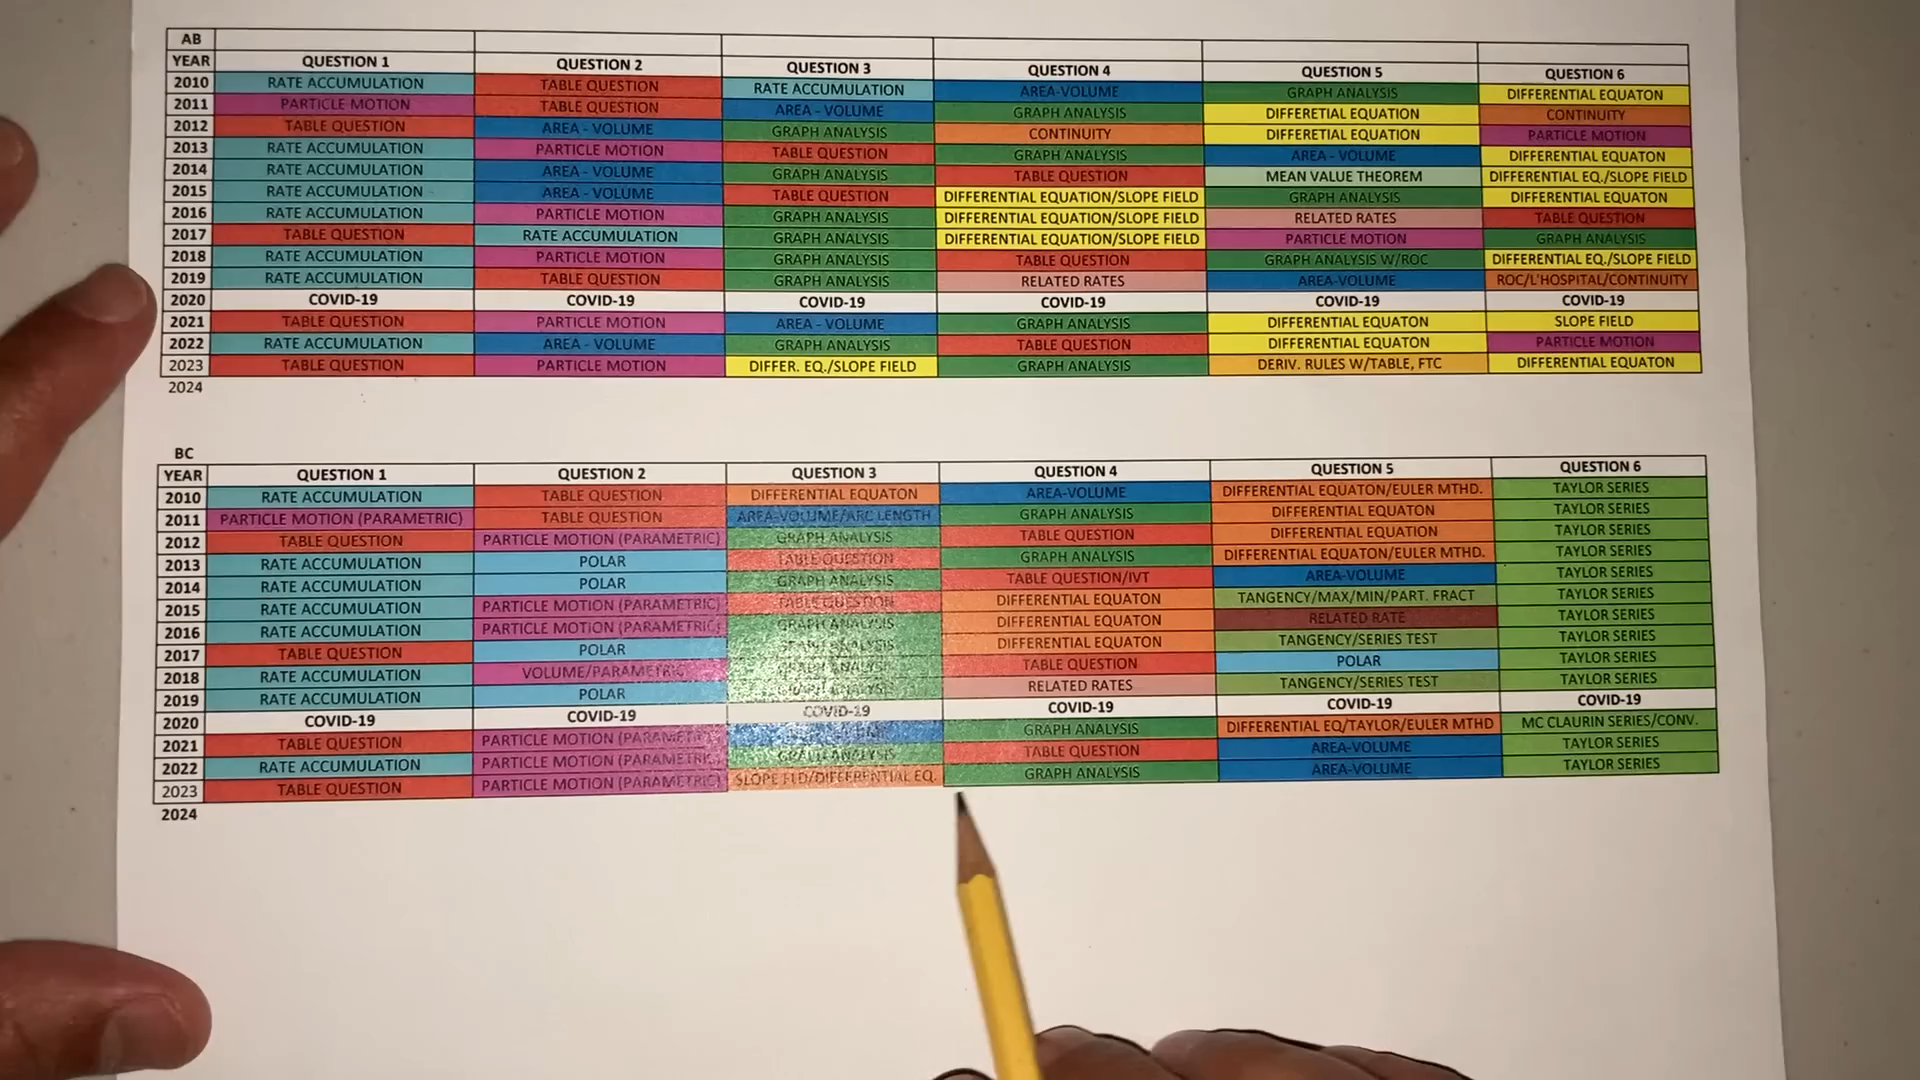 AB
YEAR QUESTION 1 QUESTION 2 QUESTION 3 QUESTION 4 QUESTION 5 QUESTION 6
2010 RATE ACCUMULATION TABLE QUESTION RATE ACCUMULATION AREA-VOLUME GRAPH ANALYSIS DIFFERENTIAL EQUATON
2011 PARTICLE MOTION TABLE QUESTION AREA - VOLUME GRAPH ANALYSIS DIFFERETIAL EQUATION CONTINUITY
2012 TABLE QUESTION AREA - VOLUME GRAPH ANALYSIS CONTINUITY DIFFERETIAL EQUATION PARTICLE MOTION
2013 RATE ACCUMULATION PARTICLE MOTION TABLE QUESTION GRAPH ANALYSIS AREA - VOLUME DIFFERENTIAL EQUATON
2014 RATE ACCUMULATION AREA - VOLUME GRAPH ANALYSIS TABLE QUESTION MEAN VALUE THEOREM DIFFERENTIAL EQ./SLOPE FIELD
2015 RATE ACCUMULATION AREA - VOLUME TABLE QUESTION DIFFERENTIAL EQUATION/SLOPE FIELD GRAPH ANALYSIS DIFFERENTIAL EQUATON
2016 RATE ACCUMULATION PARTICLE MOTION GRAPH ANALYSIS DIFFERENTIAL EQUATION/SLOPE FIELD RELATED RATES TABLE QUESTION
2017 TABLE QUESTION RATE ACCUMULATION GRAPH ANALYSIS DIFFERENTIAL EQUATION/SLOPE FIELD PARTICLE MOTION GRAPH ANALYSIS
2018 RATE ACCUMULATION PARTICLE MOTION GRAPH ANALYSIS TABLE QUESTION GRAPH ANALYSIS W/ROC DIFFERENTIAL EQ./SLOPE FIELD
2019 RATE ACCUMULATION TABLE QUESTION GRAPH ANALYSIS RELATED RATES AREA-VOLUME ROC/L'HOSPITAL/CONTINUITY
2020 COVID-19 COVID-19 COVID-19 COVID-19 COVID-19 COVID-19
2021 TABLE QUESTION PARTICLE MOTION AREA - VOLUME GRAPH ANALYSIS DIFFERENTIAL EQUATON SLOPE FIELD
2022 RATE ACCUMULATION AREA - VOLUME GRAPH ANALYSIS TABLE QUESTION DIFFERENTIAL EQUATON PARTICLE MOTION
2023 TABLE QUESTION PARTICLE MOTION DIFFER. EQ./SLOPE FIELD GRAPH ANALYSIS DERIV. RULES W/TABLE, FTC DIFFERENTIAL EQUATON
2024
BC
YEAR QUESTION 1 QUESTION 2 QUESTION 3 QUESTION 4 QUESTION 5 QUESTION 6
2010 RATE ACCUMULATION TABLE QUESTION DIFFERENTIAL EQUATON AREA-VOLUME DIFFERENTIAL EQUATON/EULER MTHD. TAYLOR SERIES
2011 PARTICLE MOTION (PARAMETRIC) TABLE QUESTION AREA-VOLUME/ARC LENGTH GRAPH ANALYSIS DIFFERENTIAL EQUATON TAYLOR SERIES
2012 TABLE QUESTION PARTICLE MOTION (PARAMETRIC) GRAPH ANALYSIS TABLE QUESTION DIFFERENTIAL EQUATION TAYLOR SERIES
2013 RATE ACCUMULATION POLAR TABLE QUESTION GRAPH ANALYSIS DIFFERENTIAL EQUATON/EULER MTHD. TAYLOR SERIES
2014 RATE ACCUMULATION POLAR GRAPH ANALYSIS TABLE QUESTION/IVT AREA-VOLUME TAYLOR SERIES
2015 RATE ACCUMULATION PARTICLE MOTION (PARAMETRIC) TABLE QUESTION DIFFERENTIAL EQUATON TANGENCY/MAX/MIN/PART. FRACT TAYLOR SERIES
2016 RATE ACCUMULATION PARTICLE MOTION (PARAMETRIC) GRAPH ANALYSIS DIFFERENTIAL EQUATON RELATED RATE TAYLOR SERIES
2017 TABLE QUESTION POLAR GRAPH ANALYSIS DIFFERENTIAL EQUATON TANGENCY/SERIES TEST TAYLOR SERIES
2018 RATE ACCUMULATION VOLUME/PARAMETRIC GRAPH ANALYSIS TABLE QUESTION POLAR TAYLOR SERIES
2019 RATE ACCUMULATION POLAR GRAPH ANALYSIS RELATED RATES TANGENCY/SERIES TEST TAYLOR SERIES
2020 COVID-19 COVID-19 COVID-19 COVID-19 COVID-19 COVID-19
2021 TABLE QUESTION PARTICLE MOTION (PARAMETRIC) GRAPH ANALYSIS DIFFERENTIAL EQ/TAYLOR/EULER MTHD MC CLAURIN SERIES/CONV.
2022 RATE ACCUMULATION PARTICLE MOTION (PARAMETRIC) GRAPH ANALYSIS TABLE QUESTION AREA-VOLUME TAYLOR SERIES
2023 TABLE QUESTION PARTICLE MOTION (PARAMETRIC) SLOPE FLD/DIFFERENTIAL EQ. GRAPH ANALYSIS AREA-VOLUME TAYLOR SERIES
2024